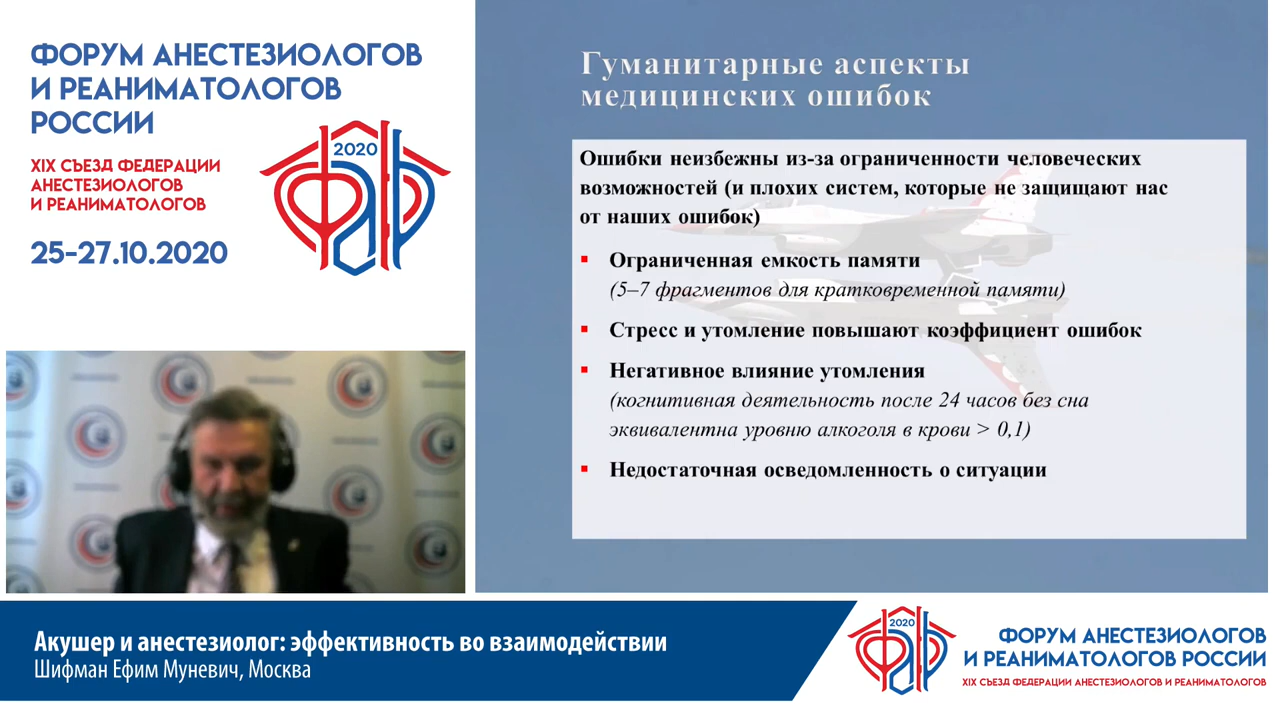 ФОРУМ АНЕСТЕЗИОЛОГОВ
И РЕАНИМАТОЛОГОВ
РОССИИ
XIX СЪЕЗД ФЕДЕРАЦИИ
АНЕСТЕЗИОЛОГОВ
И РЕАНИМАТОЛОГОВ
25-27.10.2020
2020
Гуманитарные аспекты
медицинских ошибок
Ошибки неизбежны из-за ограниченности человеческих
возможностей (и плохих систем, которые не защищают нас
от наших ошибок)
Ограниченная емкость памяти
(5–7 фрагментов для кратковременной памяти)
Стресс и утомление повышают коэффициент ошибок
Негативное влияние утомления
(когнитивная деятельность после 24 часов без сна
эквивалентна уровню алкоголя в крови > 0,1)
Недостаточная осведомленность о ситуации
Акушер и анестезиолог: эффективность во взаимодействии
Шифман Ефим Муневич, Москва
2020
ФОРУМ АНЕСТЕЗИОЛОГОВ
И РЕАНИМАТОЛОГОВ РОССИИ
XIX СЪЕЗД ФЕДЕРАЦИИ АНЕСТЕЗИОЛОГОВ И РЕАНИМАТОЛОГОВ